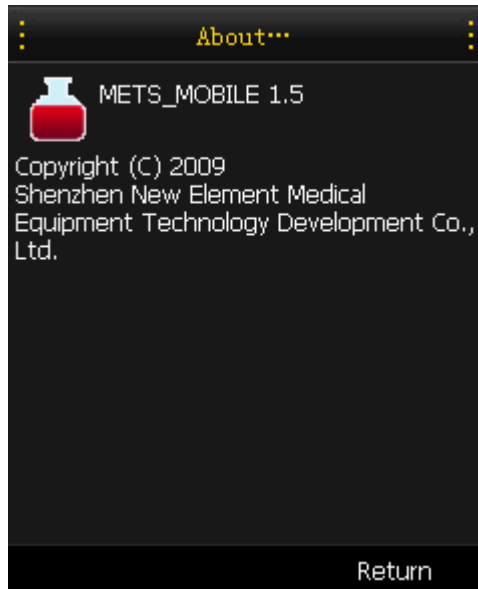 About…
METS_MOBILE 1.5
Copyright (C) 2009
Shenzhen New Element Medical
Equipment Technology Development Co.,
Ltd.
Return